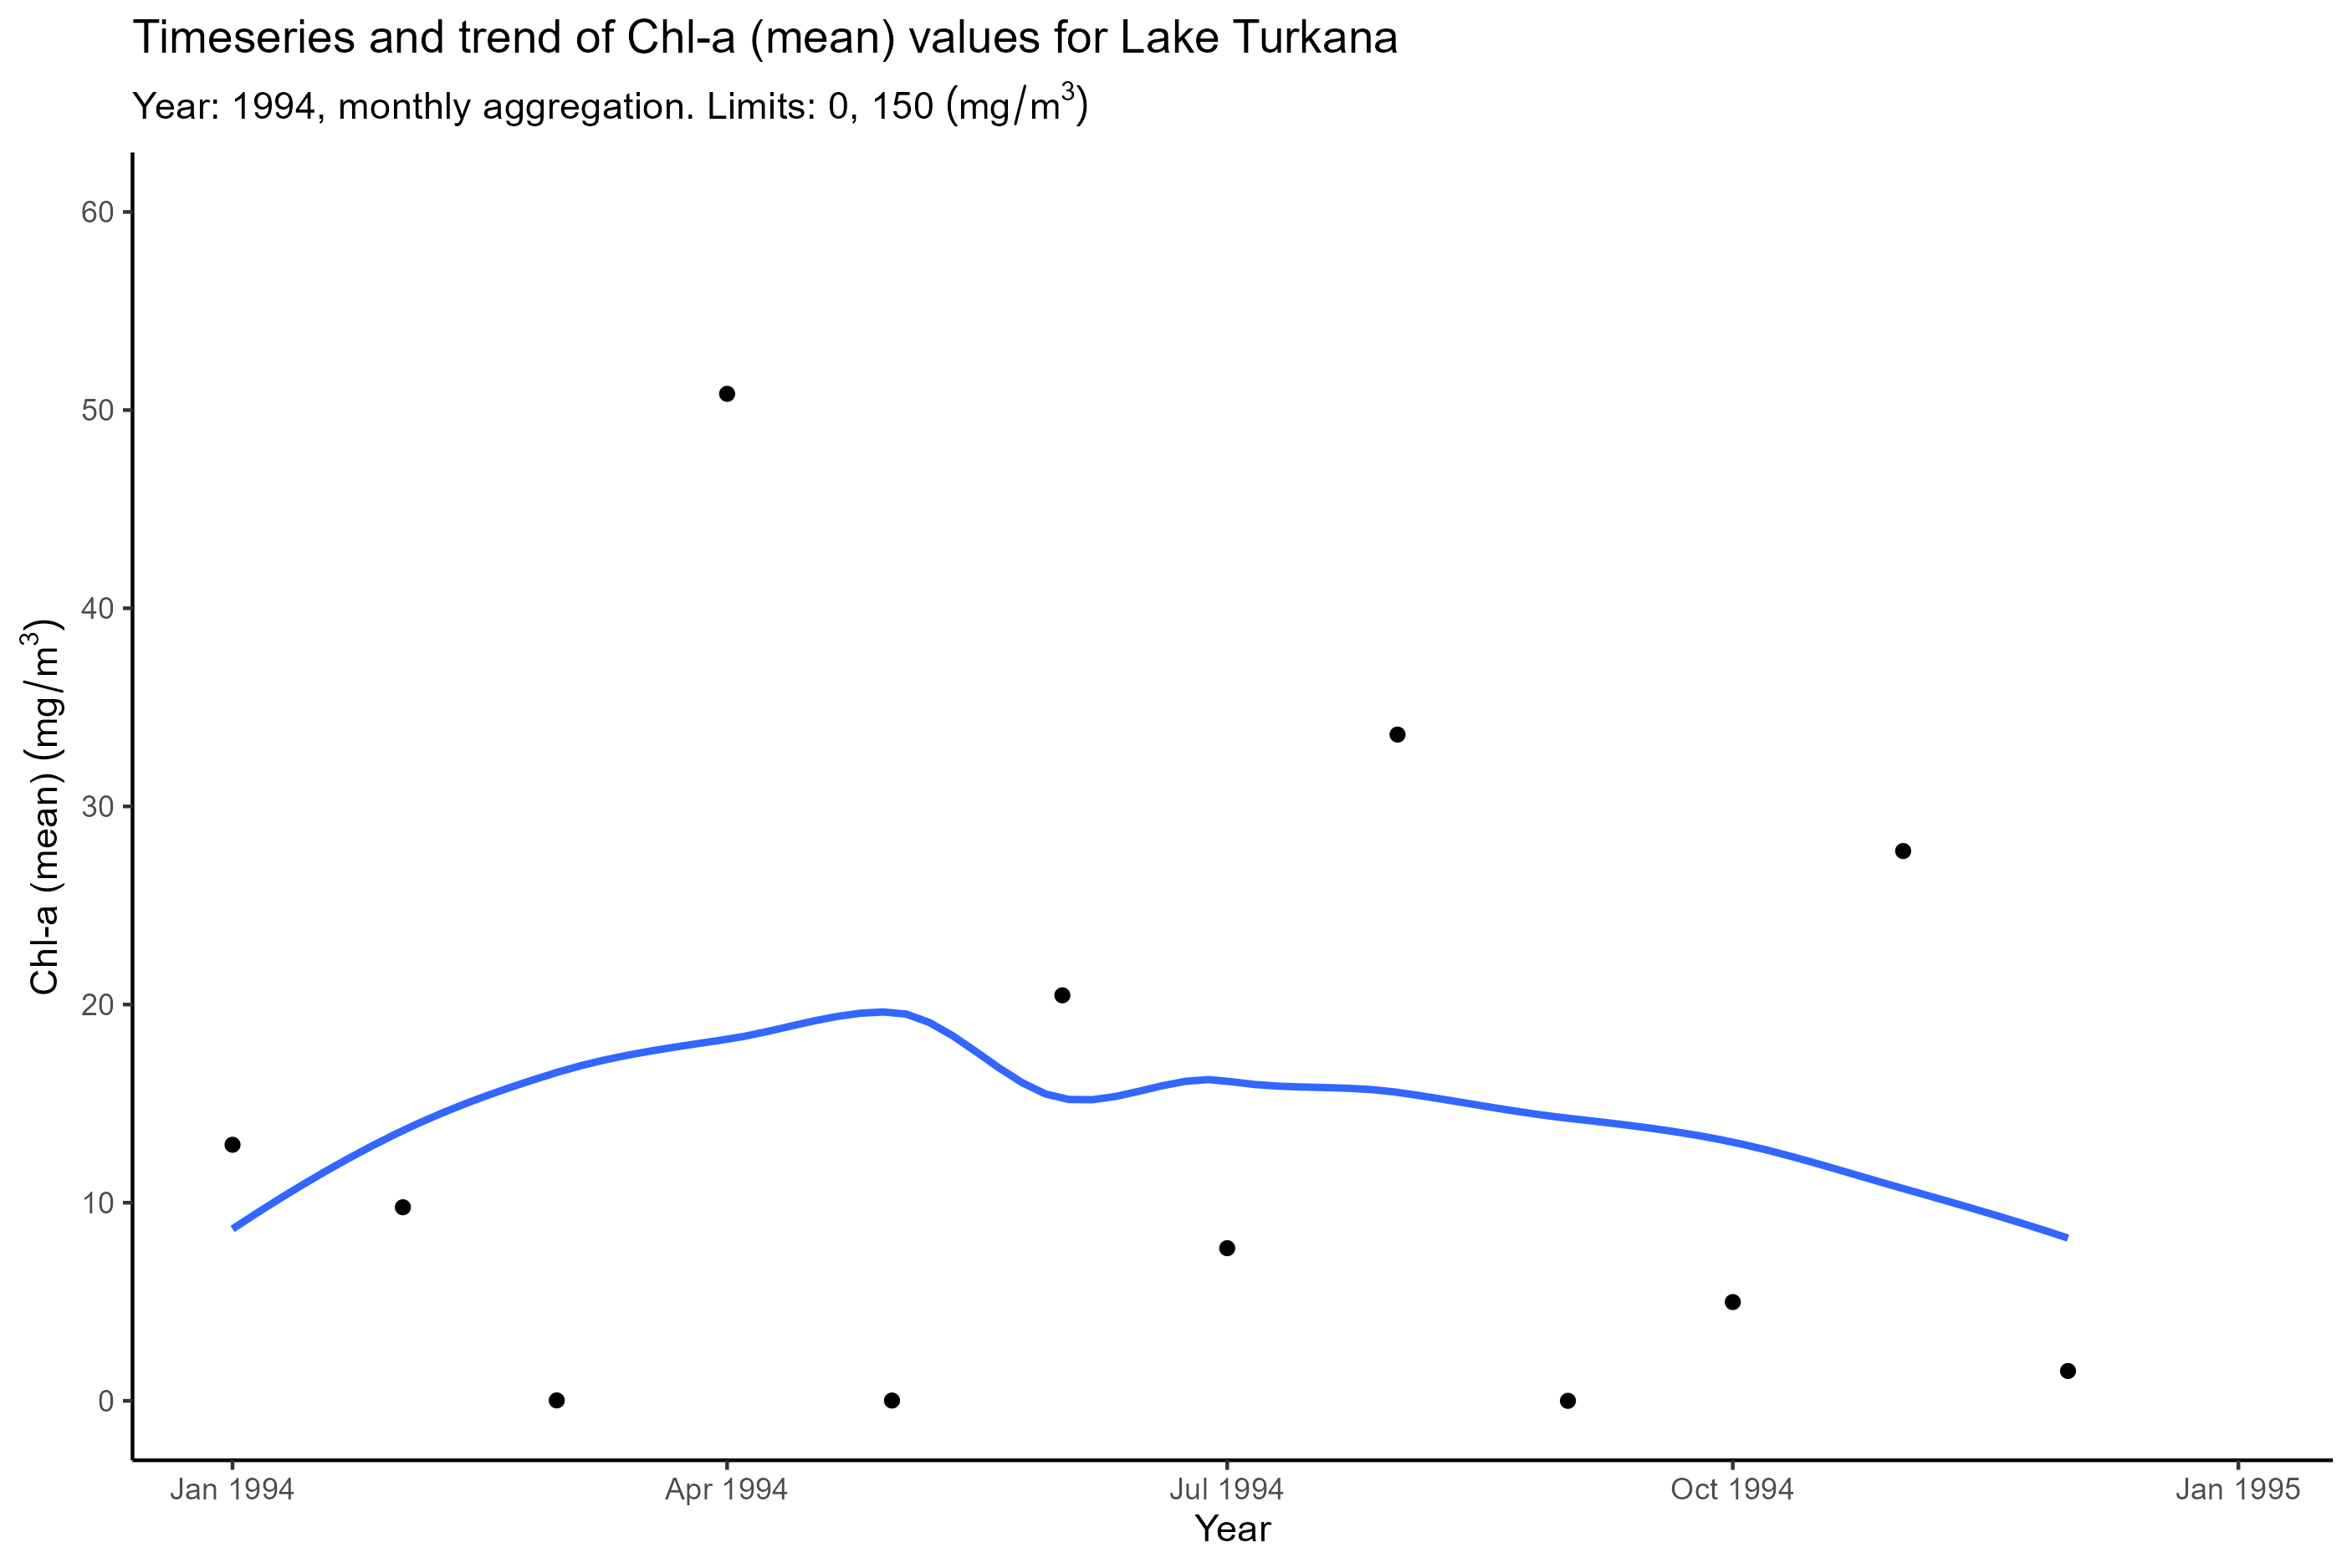 Timeseries and trend of Chl-a (mean) values for Lake Turkana
Year: 1994, monthly aggregation. Limits: 0, 150 (mg/m³)
60
50
40
30
20
10
0
Chl-a (mean) (mg/m³)
Jan 1994
Apr 1994
Jul 1994
Oct 1994
Jan 1995
Year